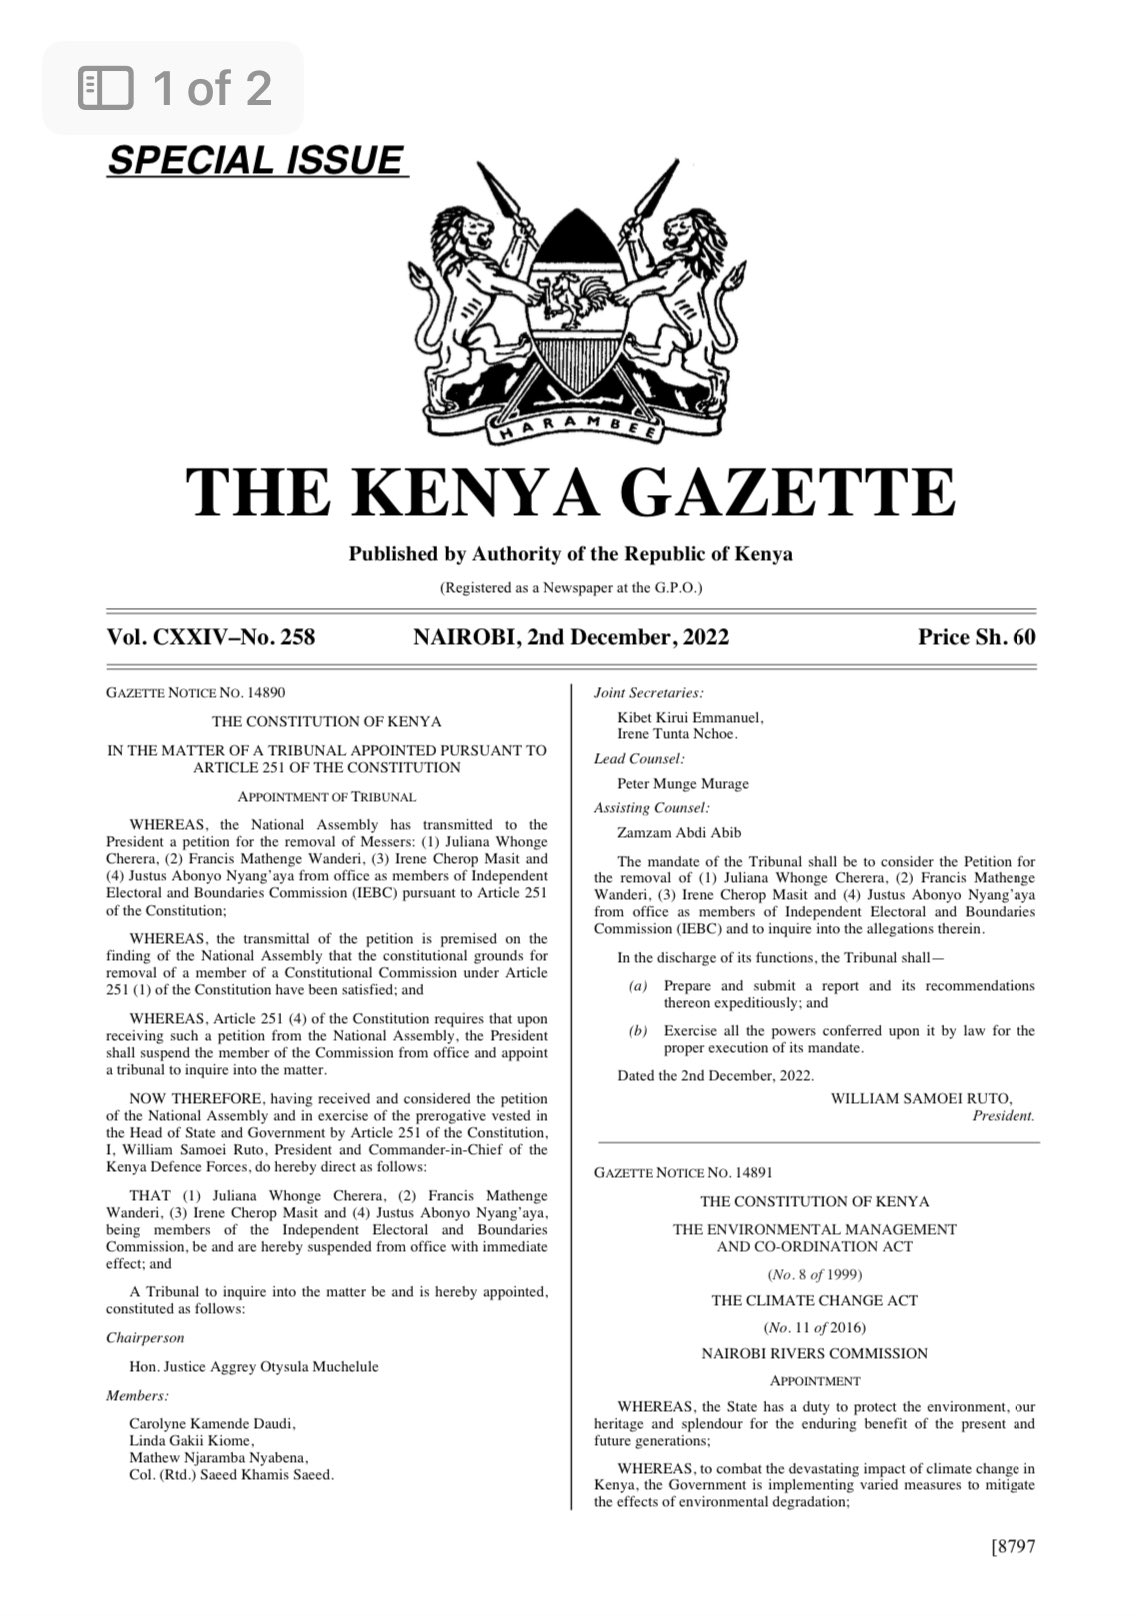 1 of 2
SPECIAL ISSUE
HARAMBEE
THE KENYA GAZETTE
Published by Authority of the Republic of Kenya
(Registered as a Newspaper at the G.P.O.)
Vol. CXXIV–No. 258
NAIROBI, 2nd December, 2022
Price Sh. 60
GAZETTE NOTICE NO. 14890
THE CONSTITUTION OF KENYA
IN THE MATTER OF A TRIBUNAL APPOINTED PURSUANT TO
ARTICLE 251 OF THE CONSTITUTION
APPOINTMENT OF TRIBUNAL
WHEREAS, the National Assembly has transmitted to the
President a petition for the removal of Messers: (1) Juliana Whonge
Cherera, (2) Francis Mathenge Wanderi, (3) Irene Cherop Masit and
(4) Justus Abonyo Nyang'aya from office as members of Independent
Electoral and Boundaries Commission (IEBC) pursuant to Article 251
of the Constitution;
WHEREAS, the transmittal of the petition is premised on the
finding of the National Assembly that the constitutional grounds for
removal of a member of a Constitutional Commission under Article
251 (1) of the Constitution have been satisfied; and
WHEREAS, Article 251 (4) of the Constitution requires that upon
receiving such a petition from the National Assembly, the President
shall suspend the member of the Commission from office and appoint
a tribunal to inquire into the matter.
NOW THEREFORE, having received and considered the petition
of the National Assembly and in exercise of the prerogative vested in
the Head of State and Government by Article 251 of the Constitution,
I, William Samoei Ruto, President and Commander-in-Chief of the
Kenya Defence Forces, do hereby direct as follows:
THAT (1) Juliana Whonge Cherera, (2) Francis Mathenge
Wanderi, (3) Irene Cherop Masit and (4) Justus Abonyo Nyang'aya,
being members of the Independent Electoral and Boundaries
Commission, be and are hereby suspended from office with immediate
effect; and
A Tribunal to inquire into the matter be and is hereby appointed,
constituted as follows:
Chairperson
Hon. Justice Aggrey Otysula Muchelule
Members:
Carolyne Kamende Daudi,
Linda Gakii Kiome,
Mathew Njaramba Nyabena,
Col. (Rtd.) Saeed Khamis Saeed.
Joint Secretaries:
Kibet Kirui Emmanuel,
Irene Tunta Nchoe.
Lead Counsel:
Peter Munge Murage
Assisting Counsel:
Zamzam Abdi Abib
The mandate of the Tribunal shall be to consider the Petition for
the removal of (1) Juliana Whonge Cherera, (2) Francis Mathenge
Wanderi, (3) Irene Cherop Masit and (4) Justus Abonyo Nyang'aya
from office as members of Independent Electoral and Boundaries
Commission (IEBC) and to inquire into the allegations therein.
In the discharge of its functions, the Tribunal shall—
(a) Prepare and submit a report and its recommendations
thereon expeditiously; and
(b) Exercise all the powers conferred upon it by law for the
proper execution of its mandate.
Dated the 2nd December, 2022.
WILLIAM SAMOEI RUTO,
President.
GAZETTE NOTICE NO. 14891
THE CONSTITUTION OF KENYA
THE ENVIRONMENTAL MANAGEMENT
AND CO-ORDINATION ACT
(No. 8 of 1999)
THE CLIMATE CHANGE ACT
(No. 11 of 2016)
NAIROBI RIVERS COMMISSION
APPOINTMENT
WHEREAS, the State has a duty to protect the environment, our
heritage and splendour for the enduring benefit of the present and
future generations;
WHEREAS, to combat the devastating impact of climate change in
Kenya, the Government is implementing varied measures to mitigate
the effects of environmental degradation;
[8797